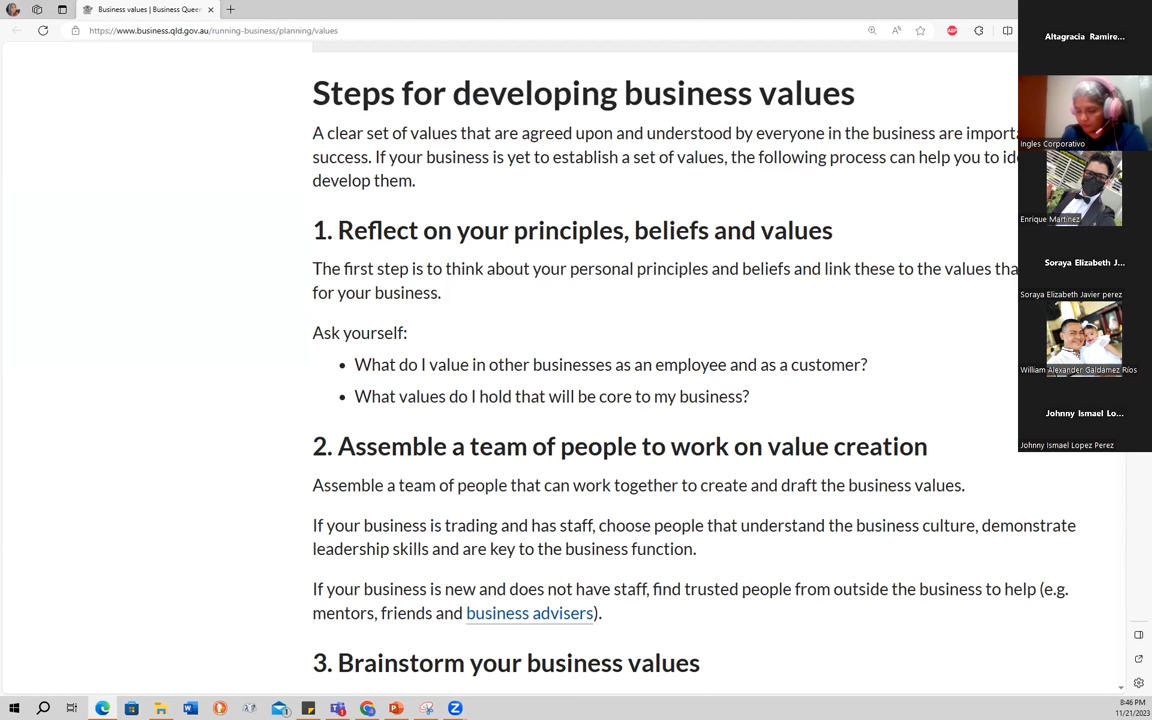 Business values | Business Queen
https://www.business.qld.gov.au/running-business/planning/values
Steps for developing business values
A clear set of values that are agreed upon and understood by everyone in the business are importa
success. If your business is yet to establish a set of values, the following process can help you to id
develop them.
1. Reflect on your principles, beliefs and values
The first step is to think about your personal principles and beliefs and link these to the values tha
for your business.
Ask yourself:
• What do I value in other businesses as an employee and as a customer?
• What values do I hold that will be core to my business?
2. Assemble a team of people to work on value creation
Assemble a team of people that can work together to create and draft the business values.
If your business is trading and has staff, choose people that understand the business culture, demonstrate
leadership skills and are key to the business function.
If your business is new and does not have staff, find trusted people from outside the business to help (e.g.
mentors, friends and business advisers).
3. Brainstorm your business values
Altagracia Ramire...
Ingles Corporativo
Enrique Martinez
Soraya Elizabeth J...
Soraya Elizabeth Javier perez
William Alexander Galdamez Ríos
Johnny Ismael Lo...
Johnny Ismael Lopez Perez
8:46 PM
11/21/2023